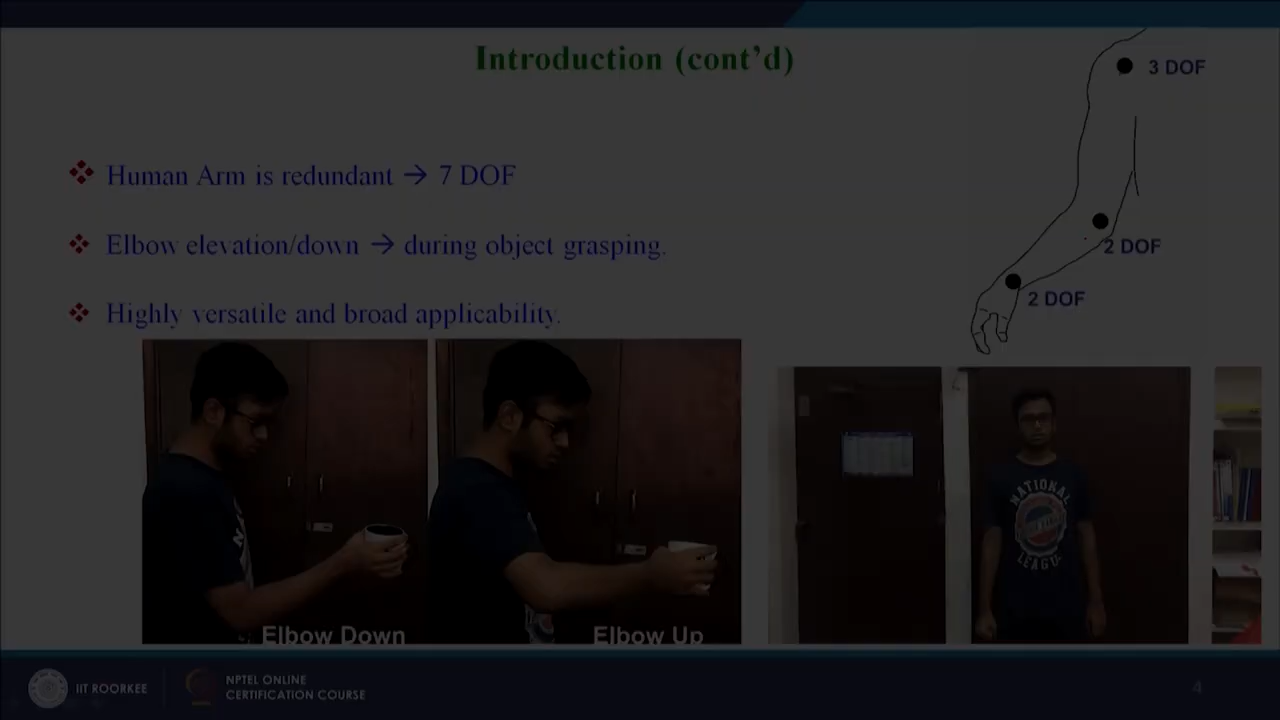 Introduction (cont'd)
3 DOF
❖ Human Arm is redundant → 7 DOF
❖ Elbow elevation/down → during object grasping.
2 DOF
2 DOF
❖ Highly versatile and broad applicability.
NATIONAL
LEAGUE
Elbow Down
Elbow Up
IIT ROORKEE
NPTEL ONLINE
CERTIFICATION COURSE
4